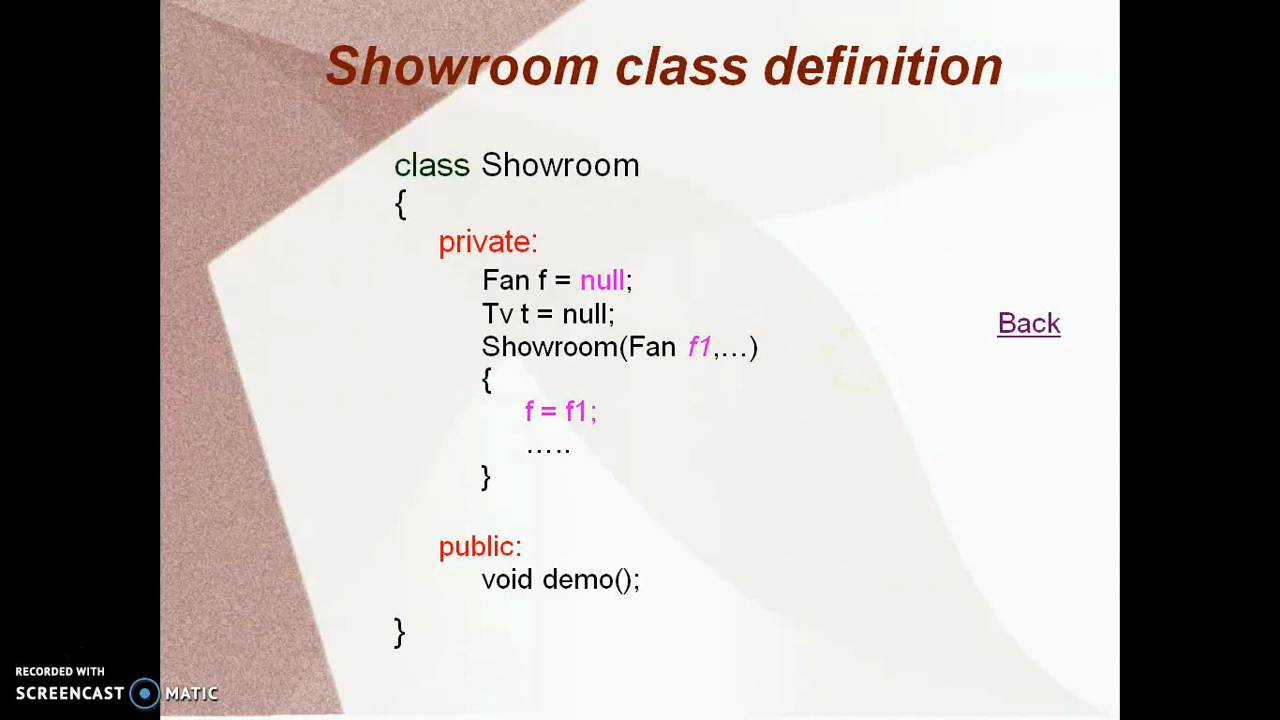 Showroom class definition
class Showroom
{
private:
Fan f = null;
Tv t = null;
Showroom(Fan f1,…)
{
f = f1;
…..
}
public:
void demo();
}
Back
RECORDED WITH
SCREENCAST MATIC